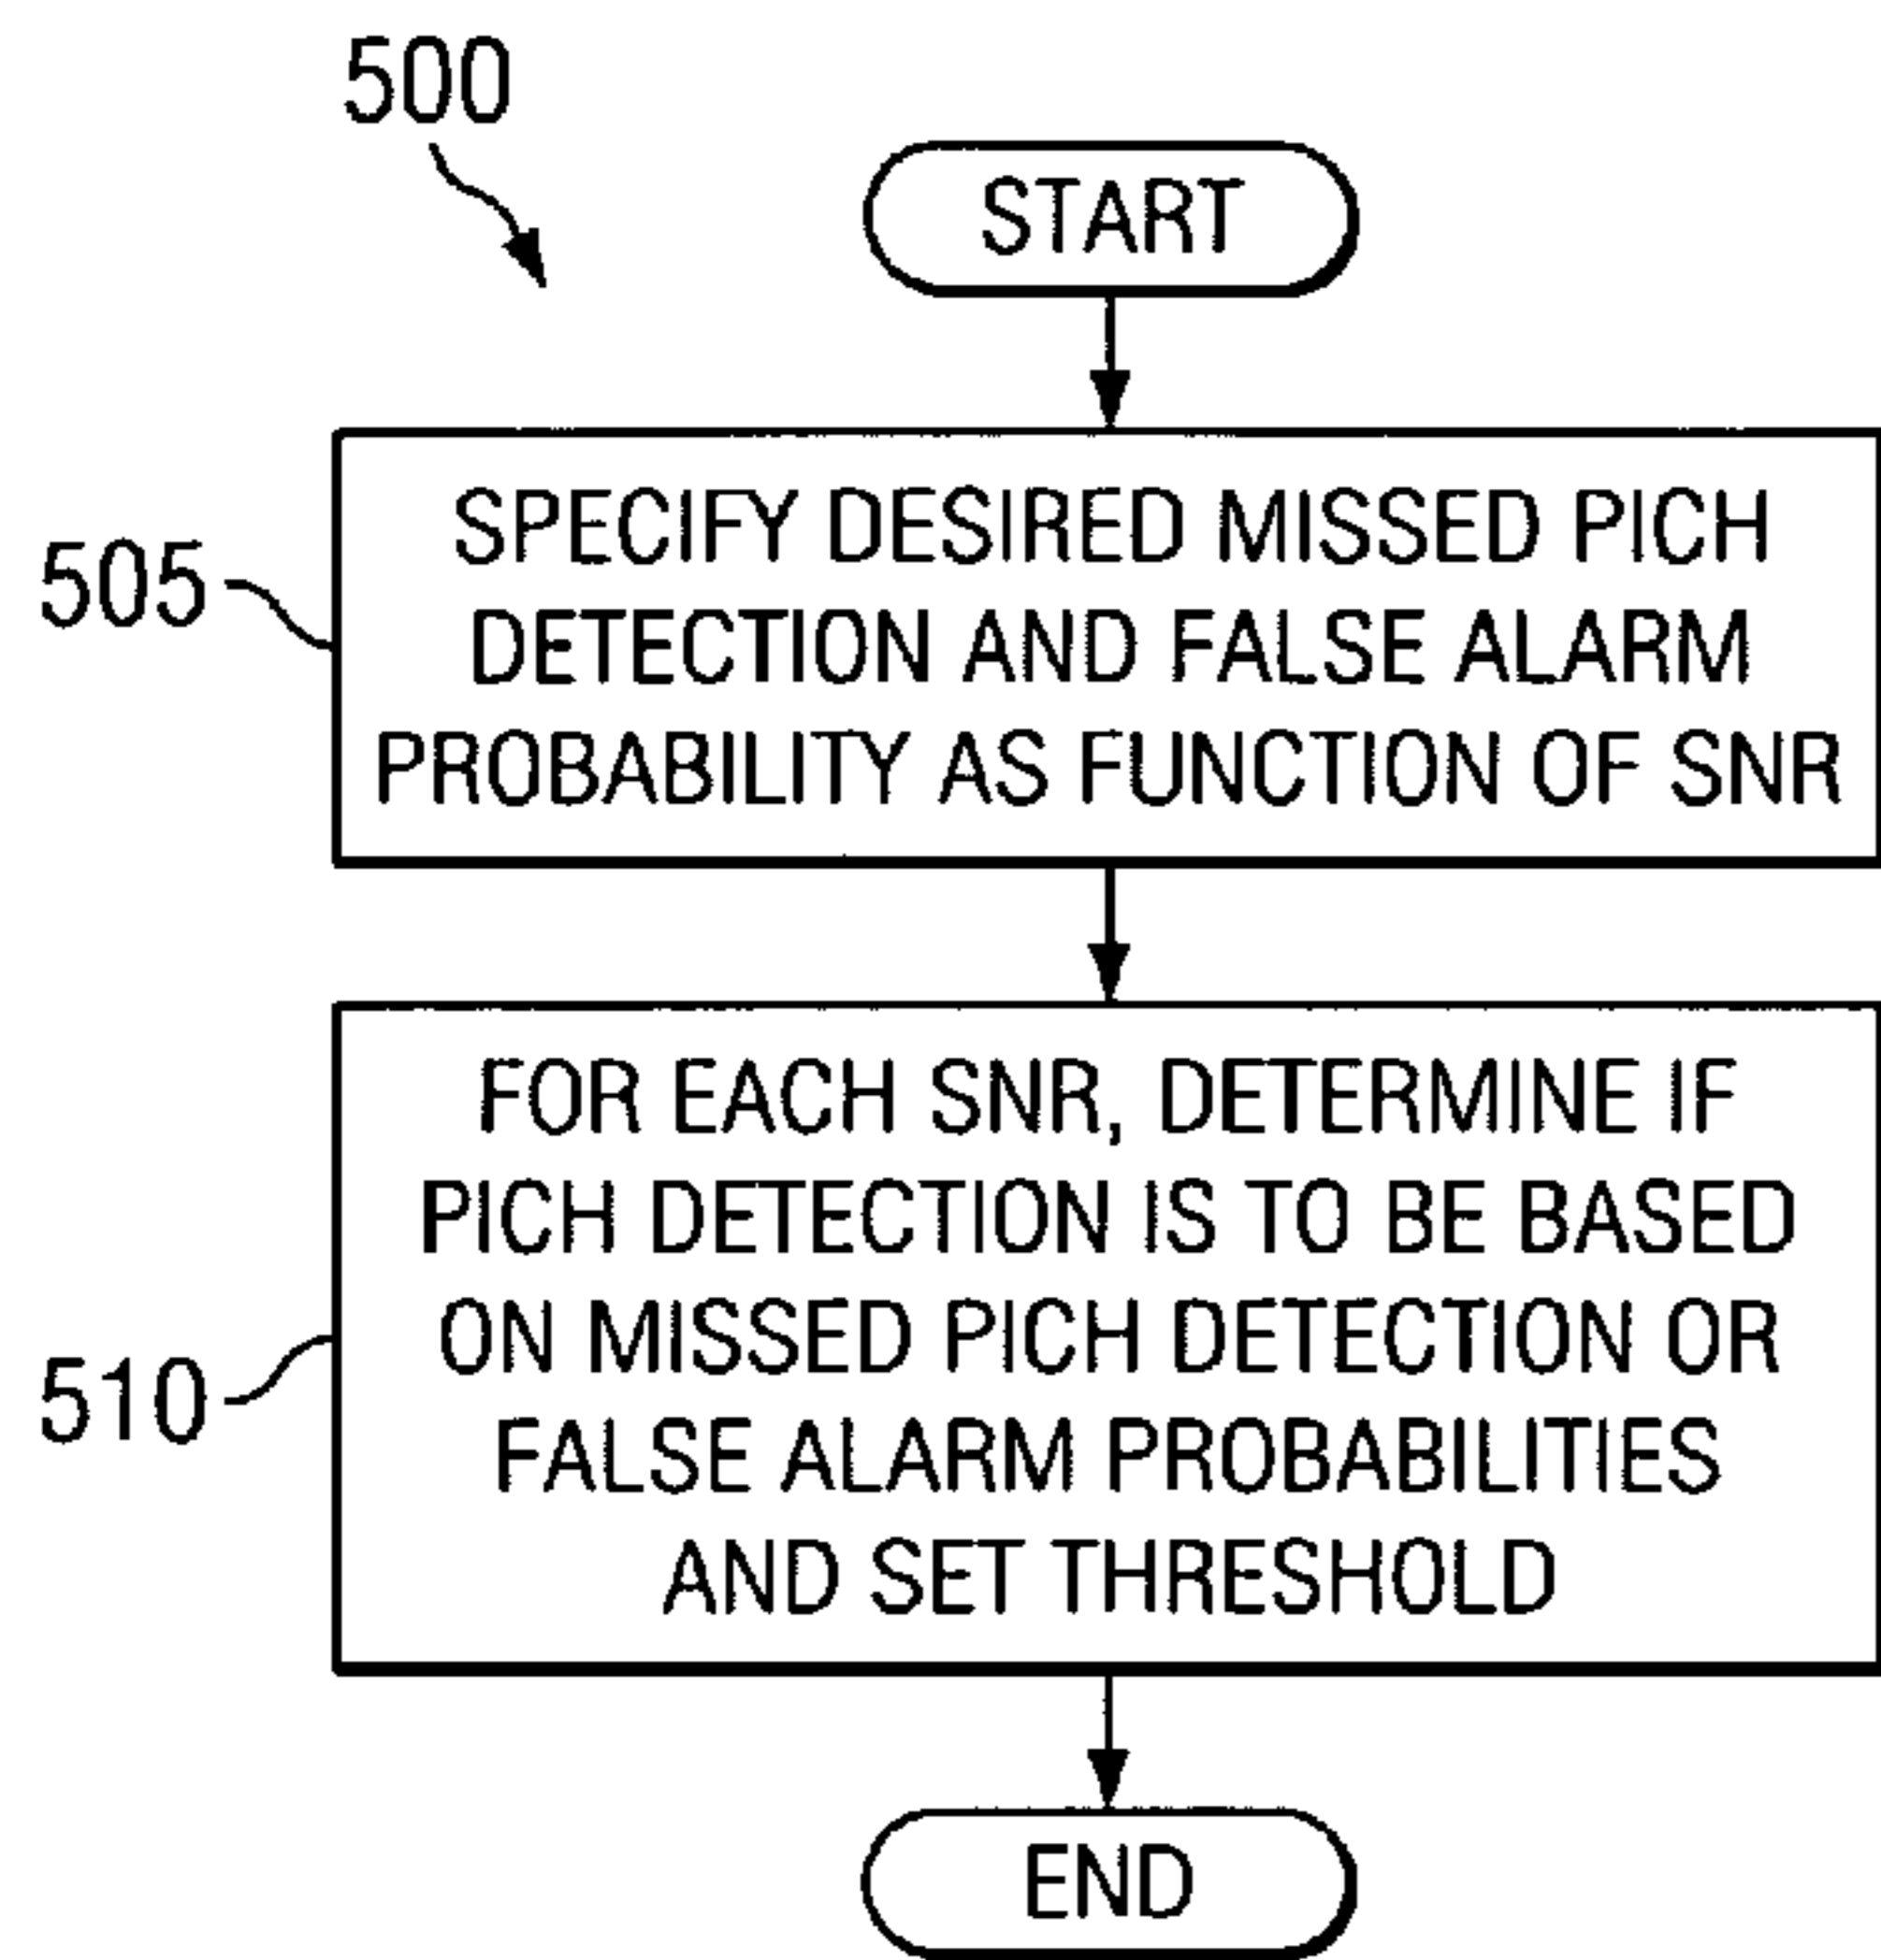 500
START
505
SPECIFY DESIRED MISSED PICH
DETECTION AND FALSE ALARM
PROBABILITY AS FUNCTION OF SNR
510
FOR EACH SNR, DETERMINE IF
PICH DETECTION IS TO BE BASED
ON MISSED PICH DETECTION OR
FALSE ALARM PROBABILITIES
AND SET THRESHOLD
END